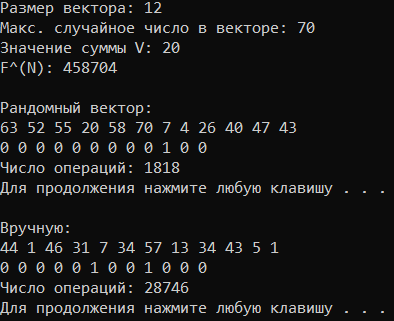 Размер вектора: 12
Макс. случайное число в векторе: 70
Значение суммы V: 20
F^(N): 458704
Рандомный вектор:
63 52 55 20 58 70 7 4 26 40 47 43
0 0 0 0 0 0 0 0 0 1 0 0
Число операций: 1818
Для продолжения нажмите любую клавишу . . .
Вручную:
44 1 46 31 7 34 57 13 34 43 5 1
0 0 0 0 0 1 0 0 1 0 0 0
Число операций: 28746
Для продолжения нажмите любую клавишу . . .